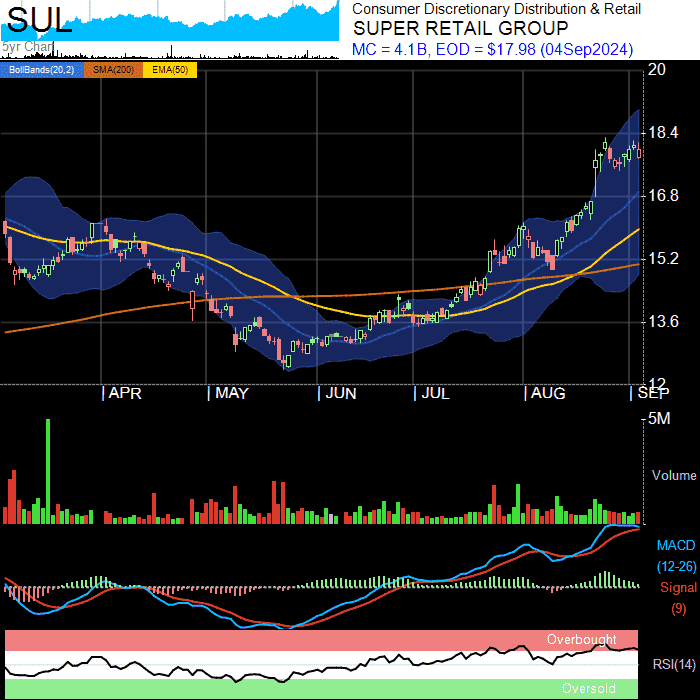 SUL
5yr Chart
Consumer Discretionary Distribution & Retail
SUPER RETAIL GROUP
MC = 4.1B, EOD = $17.98 (04Sep2024)
BollBands(20,2) SMA(200) EMA(50)
20
18.4
16.8
15.2
13.6
12
APR MAY JUN JUL AUG SEP
5M
Volume
MACD
(12-26)
Signal
(9)
Overbought
RSI(14)
Oversold